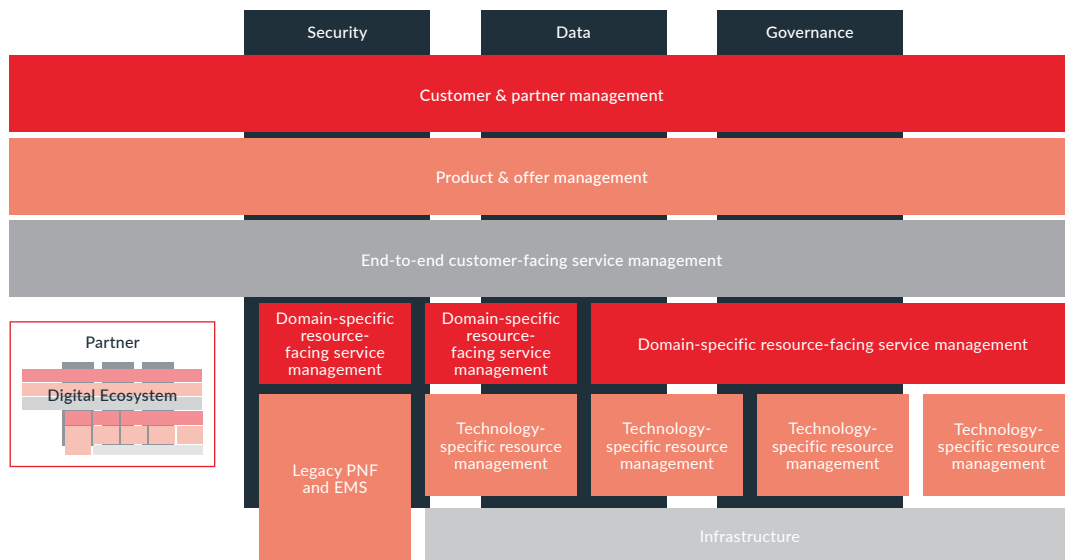 Security
Data
Governance
Customer & partner management
Product & offer management
End-to-end customer-facing service management
Domain-specific
resource-
facing service
management
Domain-specific
resource-
facing service
management
Domain-specific resource-facing service management
Partner
Digital Ecosystem
Legacy PNF
and EMS
Technology-
specific resource
management
Technology-
specific resource
management
Technology-
specific resource
management
Technology-
specific resource
management
Infrastructure